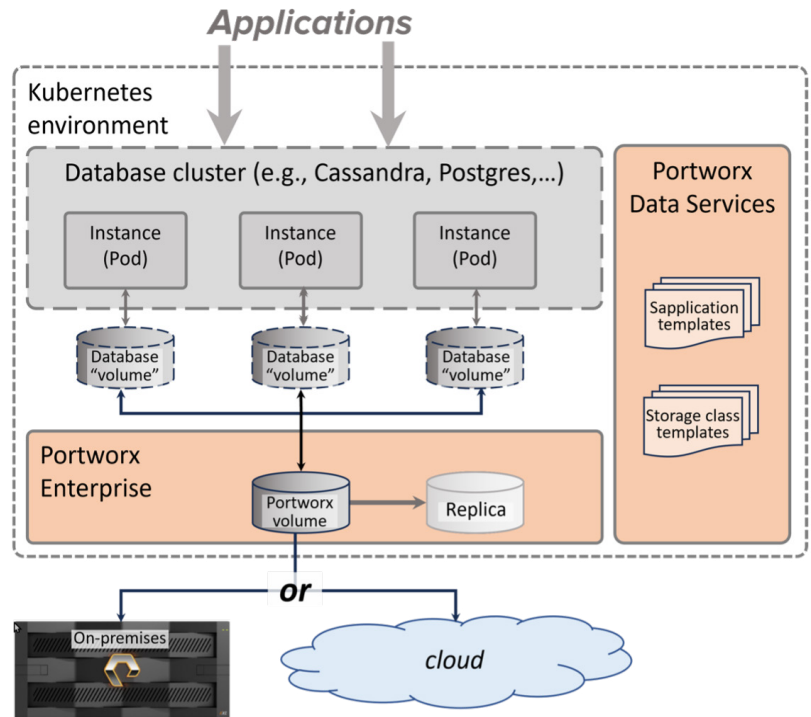 Applications
Kubernetes
environment
Database cluster (e.g., Cassandra, Postgres,...)
Instance
(Pod)
Instance
(Pod)
Instance
(Pod)
Database
“volume”
Database
“volume”
Database
“volume”
Portworx
Data Services
Sapplication
templates
Storage class
templates
Portworx
Enterprise
Portworx
volume
Replica
or
On-premises
cloud